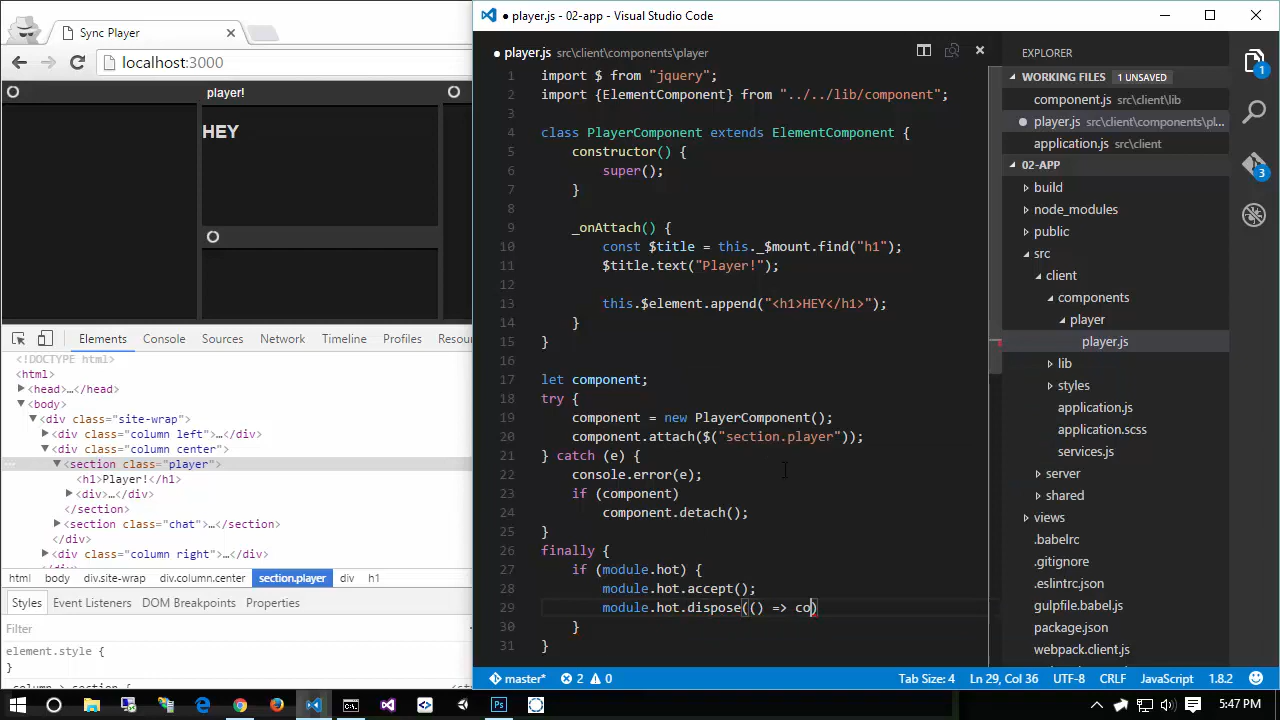 Sync Player
localhost:3000
player!
HEY
Elements Console Sources Network Timeline Profiles Resou
<!DOCTYPE html>
<html>
<head>…</head>
<body>
<div class="site-wrap">
<div class="column left">…</div>
<div class="column center">
<section class="player">
<h1>Player!</h1>
<div>…</div>
</section>
<section class="chat">…</section>
</div>
<div class="column right">…</div>
html body div.site-wrap div.column.center section.player div h1
Styles Event Listeners DOM Breakpoints Properties
Filter
element.style {
}
player.js - 02-app - Visual Studio Code
player.js src\client\components\player
1 import $ from "jquery";
2 import {ElementComponent} from "../../lib/component";
3
4 class PlayerComponent extends ElementComponent {
5 constructor() {
6 super();
7 }
8
9 _onAttach() {
10 const $title = this._$mount.find("h1");
11 $title.text("Player!");
12
13 this.$element.append("<h1>HEY</h1>");
14 }
15 }
16
17 let component;
18 try {
19 component = new PlayerComponent();
20 component.attach($("section.player"));
21 } catch (e) {
22 console.error(e);
23 if (component)
24 component.detach();
25 }
26 finally {
27 if (module.hot) {
28 module.hot.accept();
29 module.hot.dispose(() => co)
30 }
31 }
EXPLORER
WORKING FILES 1 UNSAVED
component.js src\client\lib
player.js src\client\components\pl...
application.js src\client
02-APP
build
node_modules
public
src
client
components
player
player.js
lib
styles
application.js
application.scss
services.js
server
shared
views
.babelrc
.gitignore
.eslintrc.json
gulpfile.babel.js
package.json
webpack.client.js
1
3
master* 2 0 Tab Size: 4 Ln 29, Col 36 UTF-8 CRLF JavaScript 1.8.2
5:47 PM